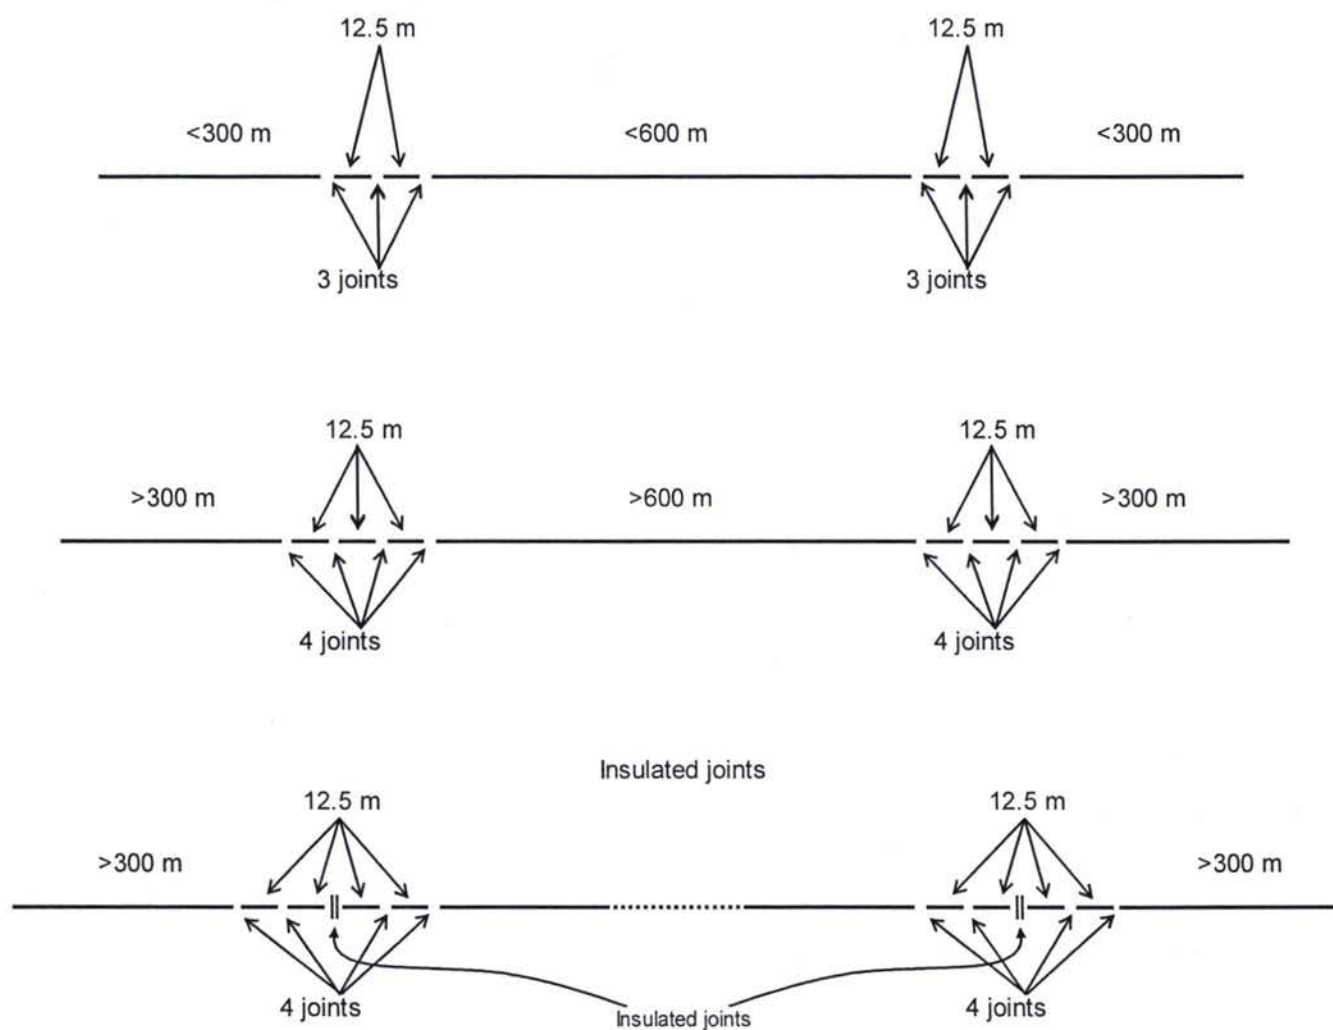 12.5 m 12.5 m
<300 m <600 m <300 m
3 joints 3 joints
12.5 m 12.5 m
>300 m >600 m >300 m
4 joints 4 joints
Insulated joints
12.5 m 12.5 m
>300 m >300 m
4 joints Insulated joints 4 joints